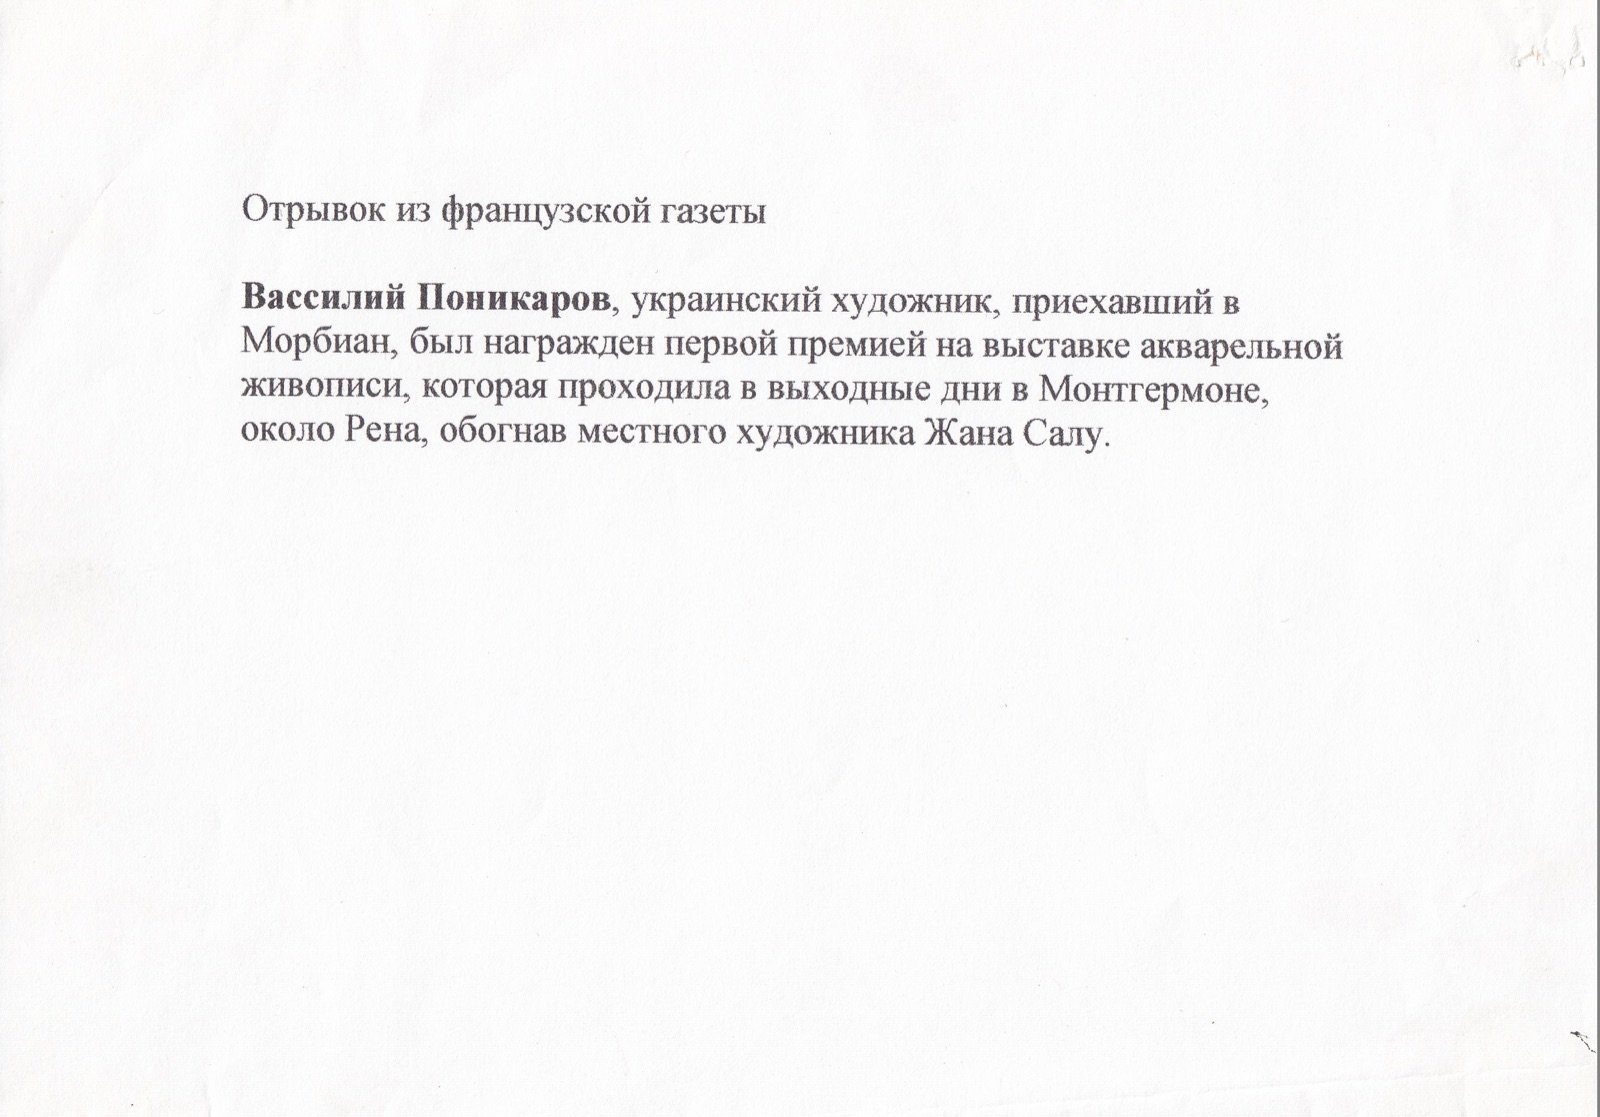 Отрывок из французской газеты
Вассилий Поникаров, украинский художник, приехавший в
Морбиан, был награжден первой премией на выставке акварельной
живописи, которая проходила в выходные дни в Монтгермоне,
около Рена, обогнав местного художника Жана Салу.